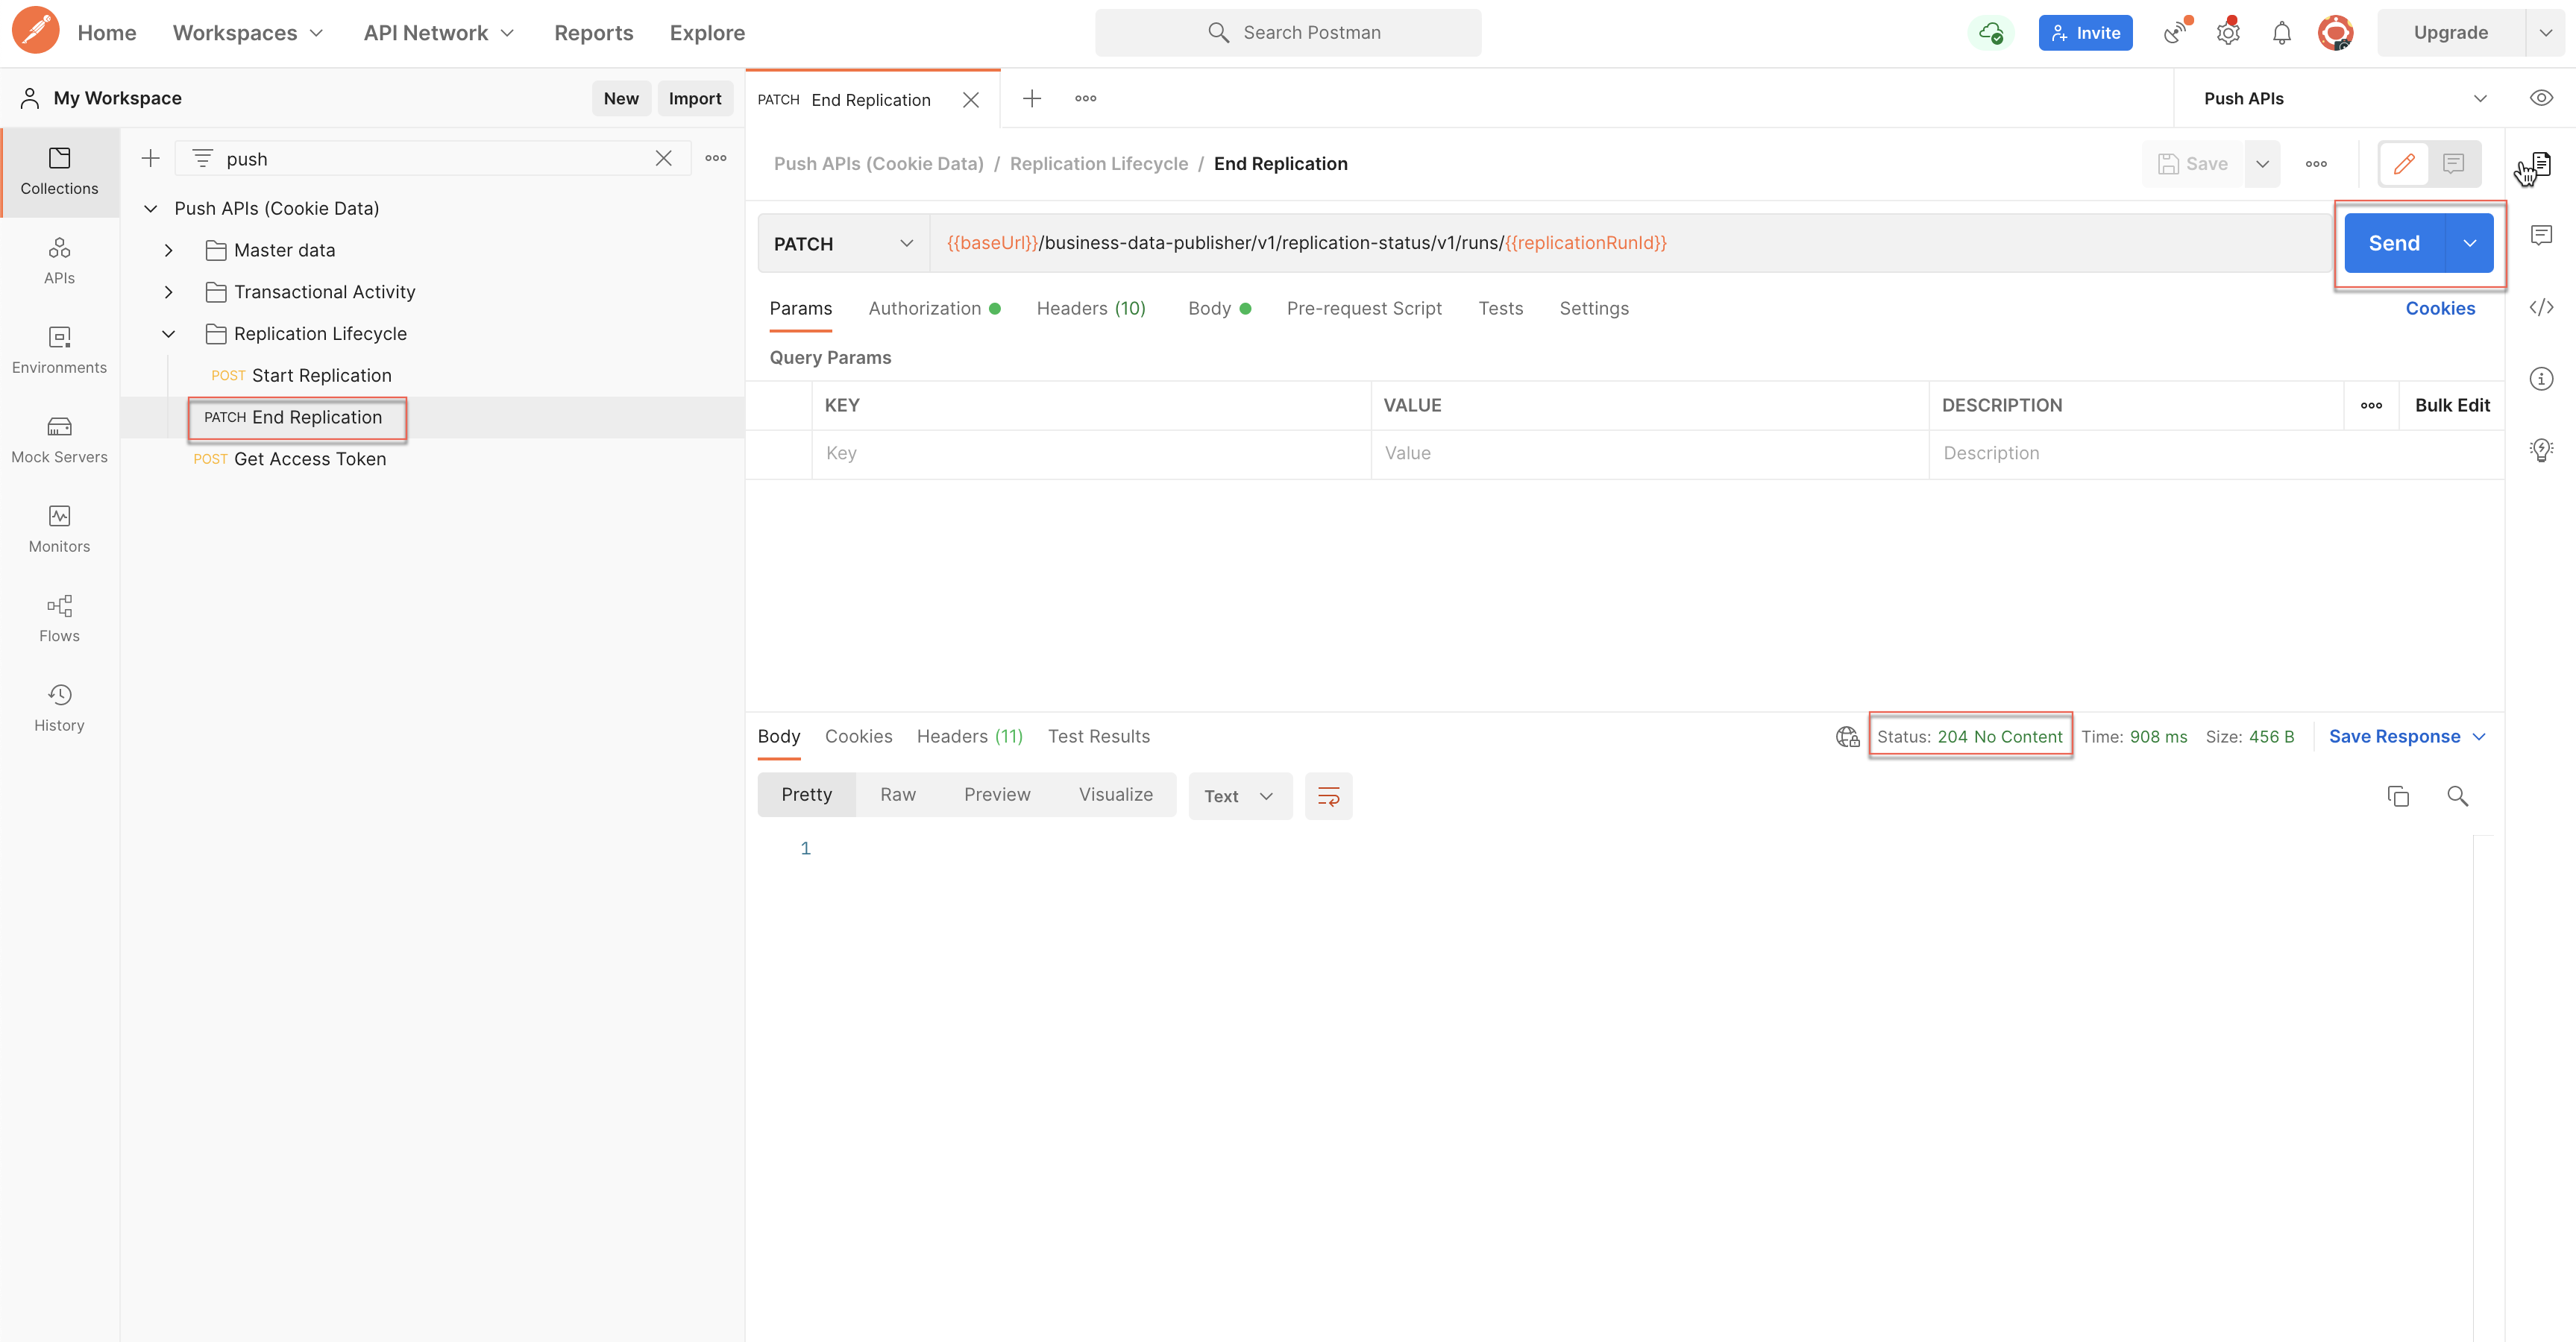 Home Workspaces API Network Reports Explore Search Postman Invite Upgrade
My Workspace New Import
PATCH End Replication
Push APIs
Collections
APIs
Environments
Mock Servers
Monitors
Flows
History
push
Push APIs (Cookie Data)
Master data
Transactional Activity
Replication Lifecycle
POST Start Replication
PATCH End Replication
POST Get Access Token
Push APIs (Cookie Data) / Replication Lifecycle / End Replication Save
PATCH {{baseUrl}}/business-data-publisher/v1/replication-status/v1/runs/{{replicationRunId}} Send
Params Authorization Headers (10) Body Pre-request Script Tests Settings Cookies
Query Params
KEY VALUE DESCRIPTION Bulk Edit
Key Value Description
Body Cookies Headers (11) Test Results Status: 204 No Content Time: 908 ms Size: 456 B Save Response
Pretty Raw Preview Visualize Text
1